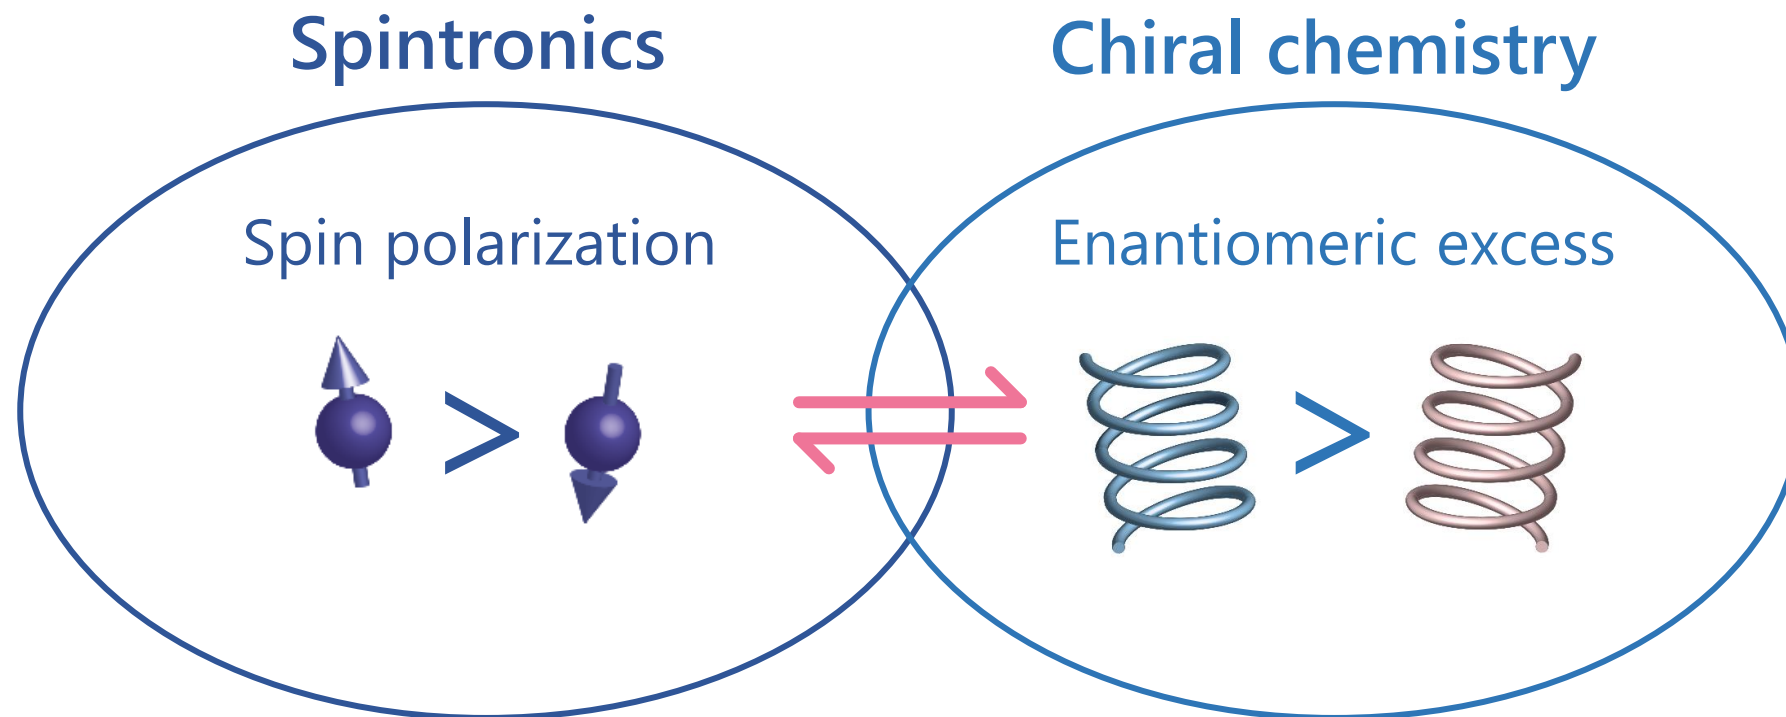 Spintronics
Chiral chemistry
Spin polarization
Enantiomeric excess
>
>